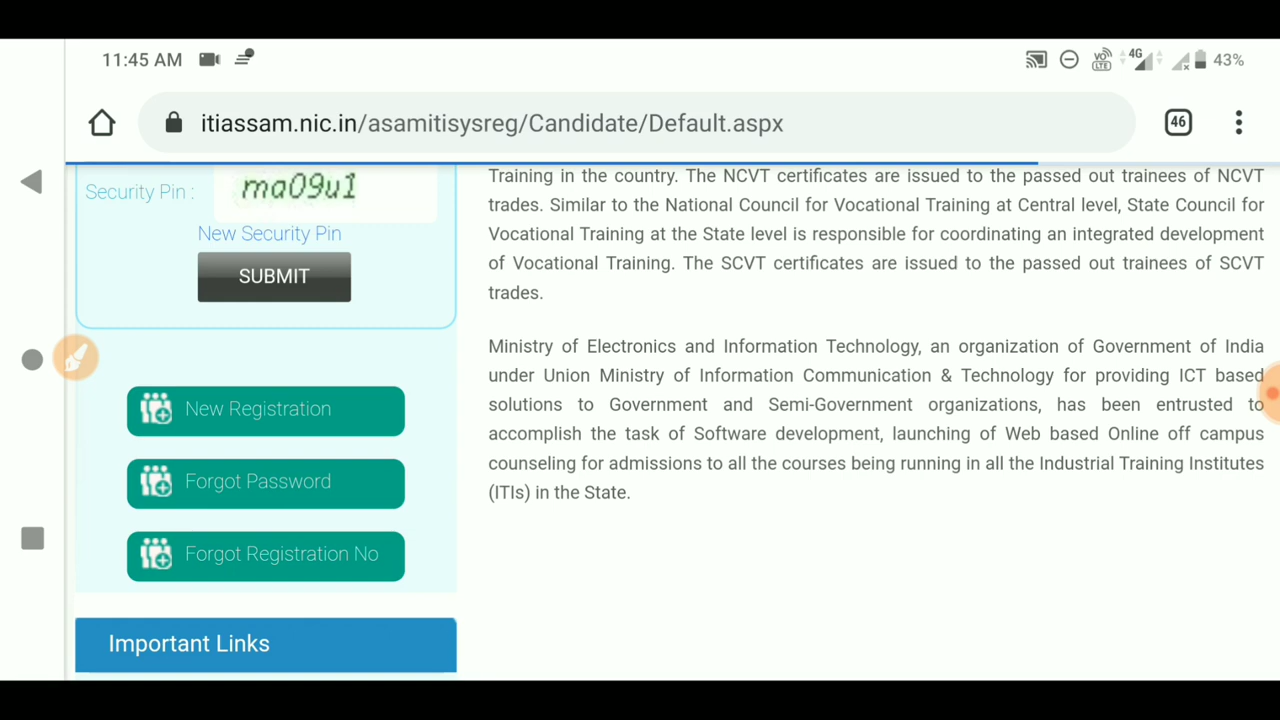 11:45 AM
VO LTE 4G 43%
itiassam.nic.in/asamitisysreg/Candidate/Default.aspx
46
Security Pin :
ma09u1
New Security Pin
SUBMIT
New Registration
Forgot Password
Forgot Registration No
Important Links
Training in the country. The NCVT certificates are issued to the passed out trainees of NCVT
trades. Similar to the National Council for Vocational Training at Central level, State Council for
Vocational Training at the State level is responsible for coordinating an integrated development
of Vocational Training. The SCVT certificates are issued to the passed out trainees of SCVT
trades.
Ministry of Electronics and Information Technology, an organization of Government of India
under Union Ministry of Information Communication & Technology for providing ICT based
solutions to Government and Semi-Government organizations, has been entrusted to
accomplish the task of Software development, launching of Web based Online off campus
counseling for admissions to all the courses being running in all the Industrial Training Institutes
(ITIs) in the State.